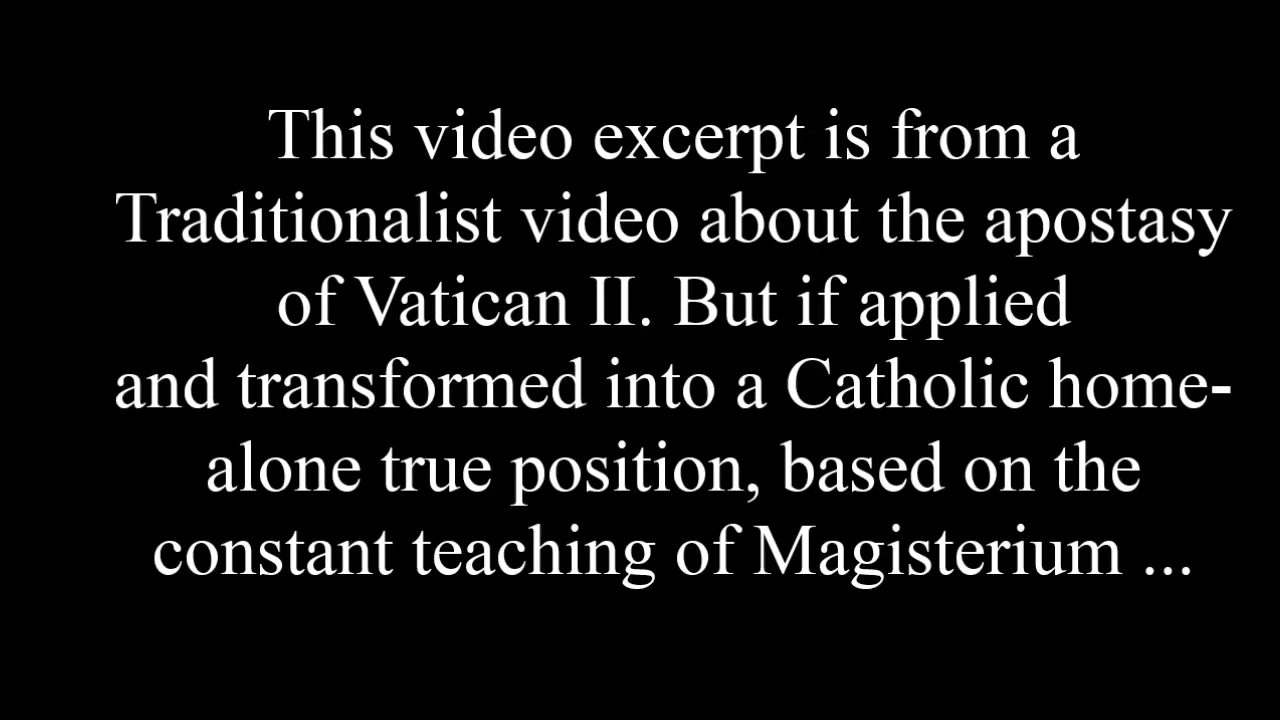 This video excerpt is from a
Traditionalist video about the apostasy
of Vatican II. But if applied
and transformed into a Catholic home-
alone true position, based on the
constant teaching of Magisterium ...